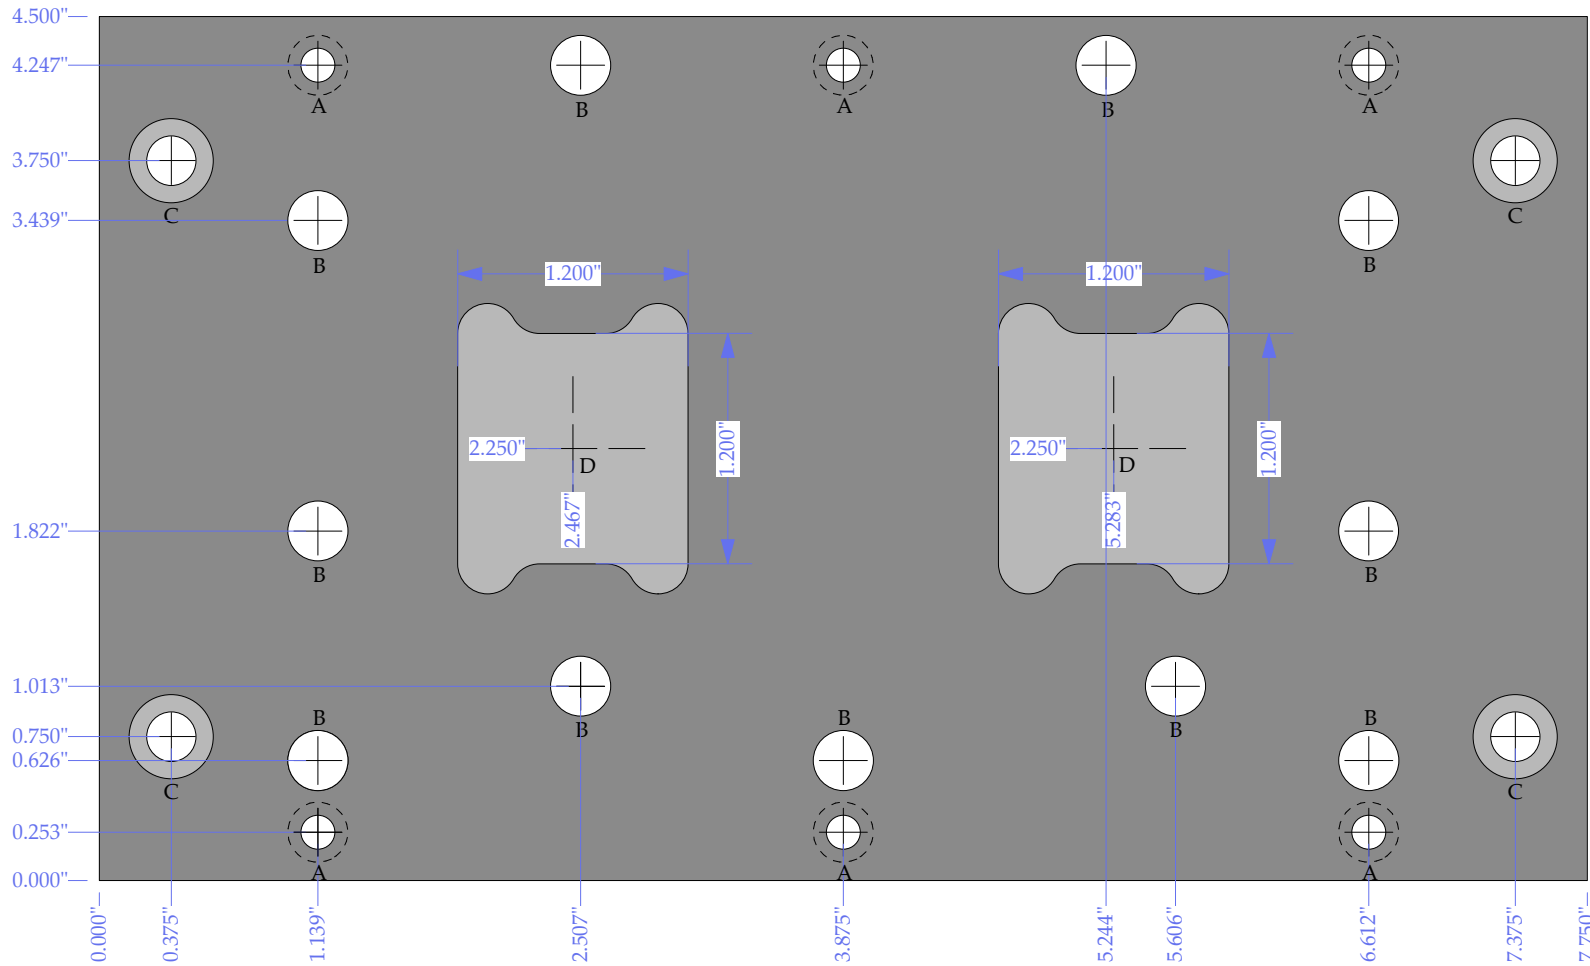 4.500"
4.247"
A
B
A
B
A
3.750"
C
C
3.439"
B
B
1.200"
1.200"
2.250"
D
2.467"
1.200"
2.250"
D
5.283"
1.200"
1.822"
B
B
1.013"
B
B
0.750"
B
B
B
0.626"
C
C
0.253"
A
A
A
0.000"
0.000"
0.375"
1.139"
2.507"
3.875"
5.244"
5.606"
6.612"
7.375"
7.750"